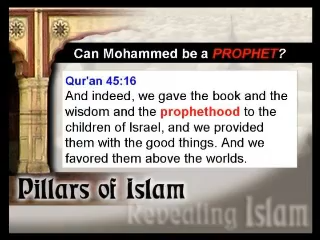 Can Mohammed be a PROPHET?
Qur'an 45:16
And indeed, we gave the book and the
wisdom and the prophethood to the
children of Israel, and we provided
them with the good things. And we
favored them above the worlds.
Pillars of Islam
Revealing Islam